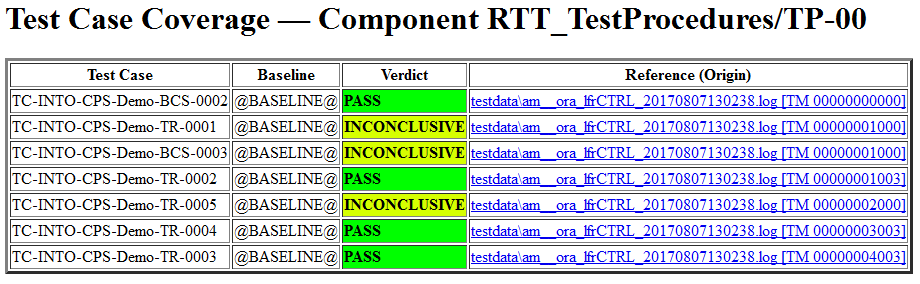 Test Case Coverage — Component RTT_TestProcedures/TP-00
Test Case Baseline Verdict Reference (Origin)
TC-INTO-CPS-Demo-BCS-0002 @BASELINE@ PASS testdata\am__ora_lfrCTRL_20170807130238.log [TM 00000000000]
TC-INTO-CPS-Demo-TR-0001 @BASELINE@ INCONCLUSIVE testdata\am__ora_lfrCTRL_20170807130238.log [TM 00000001000]
TC-INTO-CPS-Demo-BCS-0003 @BASELINE@ INCONCLUSIVE testdata\am__ora_lfrCTRL_20170807130238.log [TM 00000001000]
TC-INTO-CPS-Demo-TR-0002 @BASELINE@ PASS testdata\am__ora_lfrCTRL_20170807130238.log [TM 00000001003]
TC-INTO-CPS-Demo-TR-0005 @BASELINE@ INCONCLUSIVE testdata\am__ora_lfrCTRL_20170807130238.log [TM 00000002000]
TC-INTO-CPS-Demo-TR-0004 @BASELINE@ PASS testdata\am__ora_lfrCTRL_20170807130238.log [TM 00000003003]
TC-INTO-CPS-Demo-TR-0003 @BASELINE@ PASS testdata\am__ora_lfrCTRL_20170807130238.log [TM 00000004003]